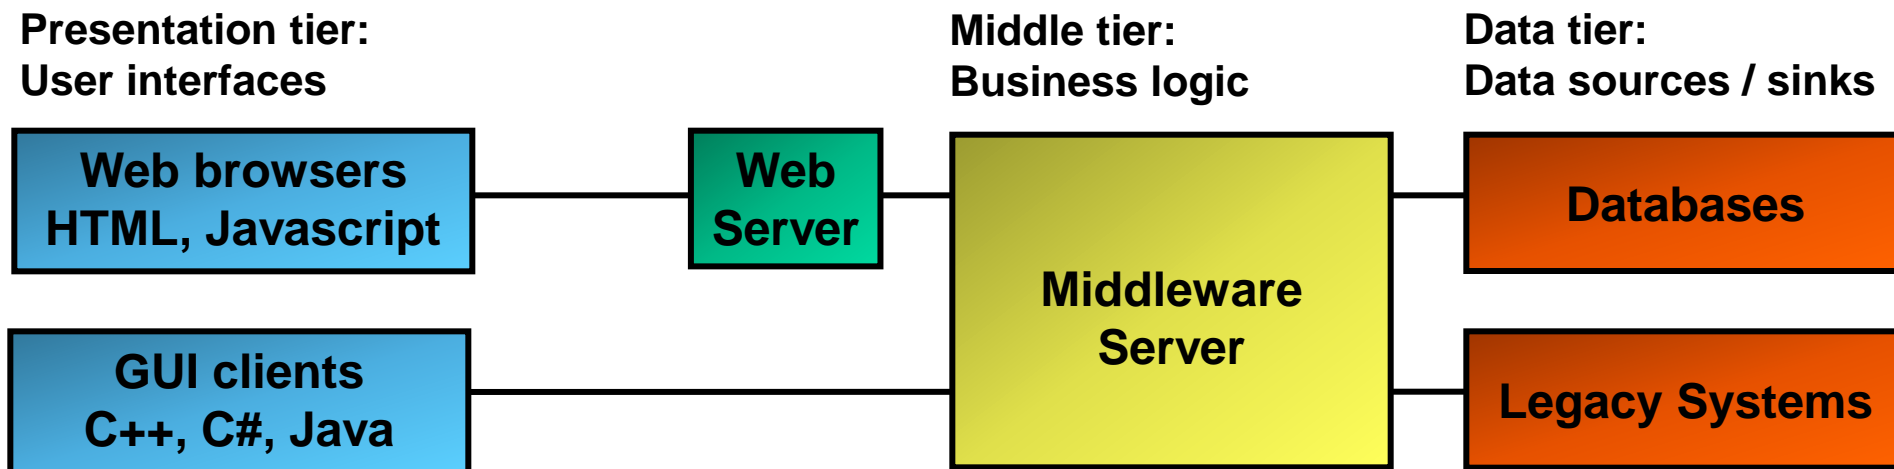 Presentation tier:
User interfaces
Middle tier:
Business logic
Data tier:
Data sources / sinks
Web browsers
HTML, Javascript
Web
Server
Middleware
Server
Databases
GUI clients
C++, C#, Java
Legacy Systems